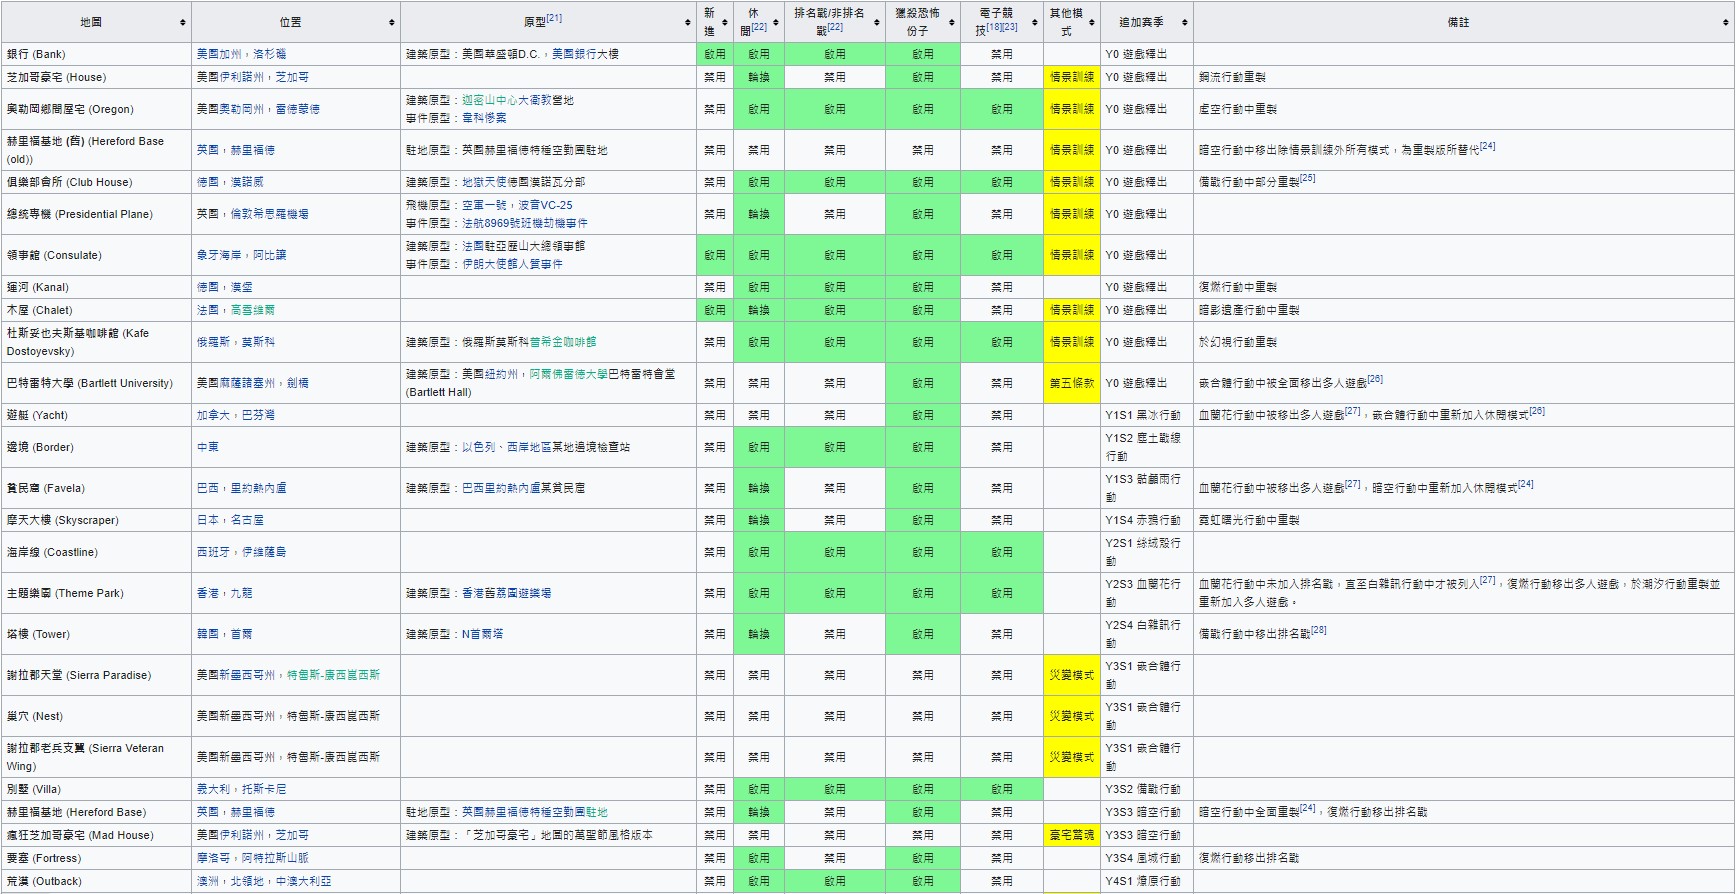 地圖 位置 原型[21] 新進 休閒[22] 排名戰/非排名戰[22] 獵殺恐怖份子 電子競技[18][23] 其他模式 追加賽季 備註
銀行 (Bank) 美國加州，洛杉磯 建築原型：美國華盛頓D.C.，美國銀行大樓 啟用 啟用 啟用 啟用 禁用 Y0 遊戲釋出
芝加哥豪宅 (House) 美國伊利諾州，芝加哥 禁用 輪換 禁用 啟用 禁用 情景訓練 Y0 遊戲釋出 鋼流行動重製
奧勒岡鄉間屋宅 (Oregon) 美國奧勒岡州，雷德蒙德 建築原型：迦密山中心大衛教營地 事件原型：韋科慘案 禁用 啟用 啟用 啟用 啟用 情景訓練 Y0 遊戲釋出 虛空行動中重製
赫里福基地 (舊) (Hereford Base (old)) 英國，赫里福德 駐地原型：英國赫里福德特種空勤團駐地 禁用 禁用 禁用 禁用 禁用 情景訓練 Y0 遊戲釋出 暗空行動中移出除情景訓練外所有模式，為重製版所替代[24]
俱樂部會所 (Club House) 德國，漢諾威 建築原型：地獄天使德國漢諾瓦分部 禁用 啟用 啟用 啟用 啟用 情景訓練 Y0 遊戲釋出 備戰行動中部分重製[25]
總統專機 (Presidential Plane) 英國，倫敦希思羅機場 飛機原型：空軍一號，波音VC-25 事件原型：法航8969號班機劫機事件 禁用 輪換 禁用 啟用 禁用 情景訓練 Y0 遊戲釋出
領事館 (Consulate) 象牙海岸，阿比讓 建築原型：法國駐亞歷山大總領事館 事件原型：伊朗大使館人質事件 啟用 啟用 啟用 啟用 啟用 情景訓練 Y0 遊戲釋出
運河 (Kanal) 德國，漢堡 禁用 啟用 啟用 啟用 禁用 Y0 遊戲釋出 復燃行動中重製
木屋 (Chalet) 法國，高雪維爾 啟用 輪換 啟用 啟用 禁用 情景訓練 Y0 遊戲釋出 暗影遺產行動中重製
杜斯妥也夫斯基咖啡館 (Kafe Dostoyevsky) 俄羅斯，莫斯科 建築原型：俄羅斯莫斯科普希金咖啡館 禁用 啟用 啟用 啟用 啟用 情景訓練 Y0 遊戲釋出 於幻視行動重製
巴特雷特大學 (Bartlett University) 美國麻薩諸塞州，劍橋 建築原型：美國紐約州，阿爾佛雷德大學巴特雷特會堂 (Bartlett Hall) 禁用 禁用 禁用 啟用 禁用 第五條款 Y0 遊戲釋出 嵌合體行動中被全面移出多人遊戲[26]
遊艇 (Yacht) 加拿大，巴芬灣 禁用 禁用 禁用 啟用 禁用 Y1S1 黑冰行動 血蘭花行動中被移出多人遊戲[27]，嵌合體行動中重新加入休閒模式[26]
邊境 (Border) 中東 建築原型：以色列、西岸地區某地邊境檢查站 禁用 啟用 啟用 啟用 禁用 Y1S2 塵土戰線行動
貧民窟 (Favela) 巴西，里約熱內盧 建築原型：巴西里約熱內盧某貧民窟 禁用 輪換 禁用 啟用 禁用 Y1S3 骷顱雨行動 血蘭花行動中被移出多人遊戲[27]，暗空行動中重新加入休閒模式[24]
摩天大樓 (Skyscraper) 日本，名古屋 禁用 輪換 禁用 啟用 禁用 Y1S4 赤鴉行動 霓虹曙光行動中重製
海岸線 (Coastline) 西班牙，伊維薩島 禁用 啟用 啟用 啟用 啟用 Y2S1 絲絨殼行動
主題樂園 (Theme Park) 香港，九龍 建築原型：香港舊荔園遊樂場 禁用 啟用 啟用 啟用 啟用 Y2S3 血蘭花行動 血蘭花行動中未加入排名戰，直至白雜訊行動中才被列入[27]，復燃行動移出多人遊戲，於潮汐行動重製並重新加入多人遊戲。
塔樓 (Tower) 韓國，首爾 建築原型：N首爾塔 禁用 輪換 禁用 啟用 禁用 Y2S4 白雜訊行動 備戰行動中移出排名戰[28]
謝拉都天堂 (Sierra Paradise) 美國新墨西哥州，特魯斯-康西崑西斯 禁用 禁用 禁用 禁用 禁用 災變模式 Y3S1 嵌合體行動
巢穴 (Nest) 美國新墨西哥州，特魯斯-康西崑西斯 禁用 禁用 禁用 禁用 禁用 災變模式 Y3S1 嵌合體行動
謝拉都老兵支翼 (Sierra Veteran Wing) 美國新墨西哥州，特魯斯-康西崑西斯 禁用 禁用 禁用 禁用 禁用 災變模式 Y3S1 嵌合體行動
別墅 (Villa) 義大利，托斯卡尼 禁用 啟用 啟用 啟用 啟用 Y3S2 備戰行動
赫里福基地 (Hereford Base) 英國，赫里福德 駐地原型：英國赫里福德特種空勤團駐地 禁用 輪換 禁用 啟用 禁用 Y3S3 暗空行動 暗空行動中全面重製[24]，復燃行動移出排名戰
瘋狂芝加哥豪宅 (Mad House) 美國伊利諾州，芝加哥 建築原型：「芝加哥豪宅」地圖的萬聖節風格版本 禁用 禁用 禁用 禁用 禁用 豪宅驚魂 Y3S3 暗空行動
要塞 (Fortress) 摩洛哥，阿特拉斯山脈 禁用 啟用 禁用 啟用 禁用 Y3S4 風城行動 復燃行動移出排名戰
荒漠 (Outback) 澳洲，北領地，中澳大利亞 禁用 啟用 啟用 啟用 禁用 Y4S1 燎原行動